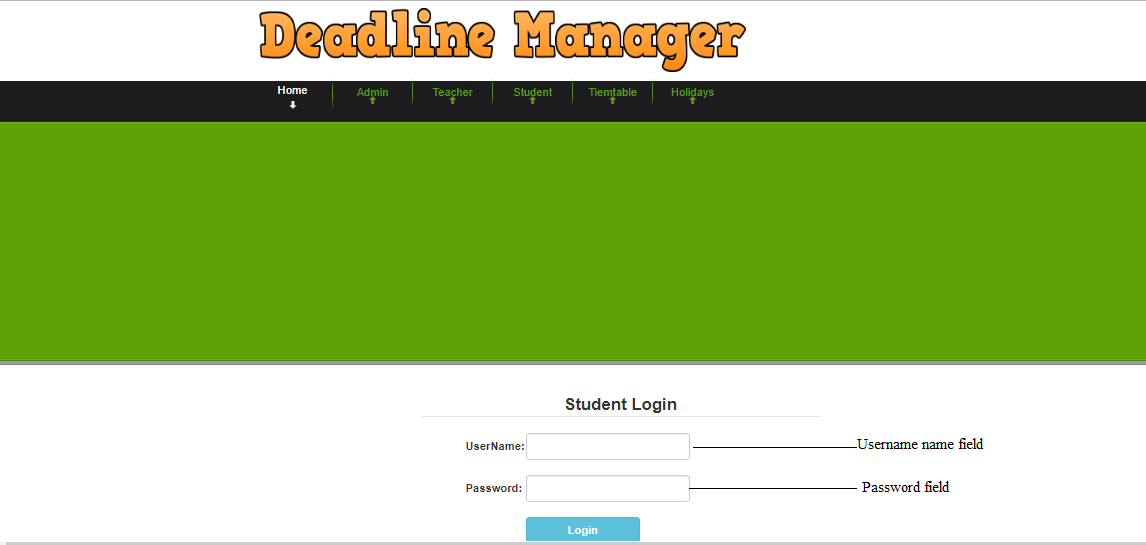 Deadline Manager
Home Admin Teacher Student Tiemtable Holidays
Student Login
UserName: Username name field
Password: Password field
Login